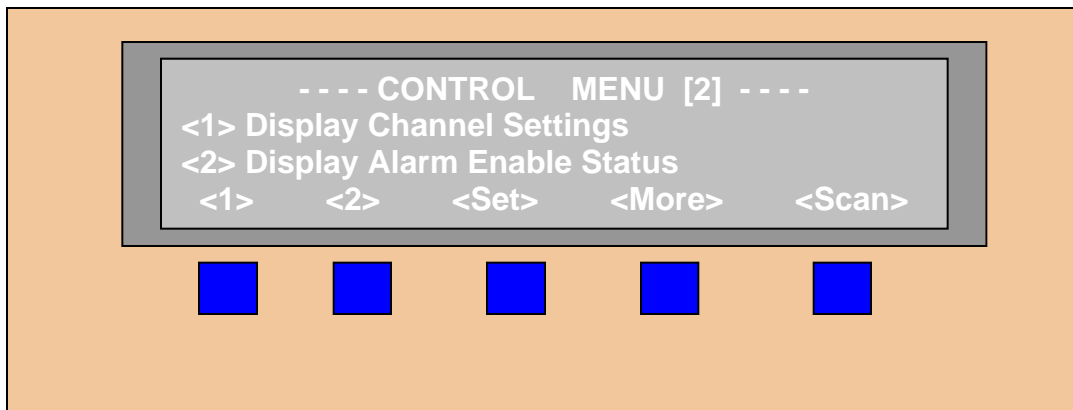 - - - - CONTROL MENU [2] - - - -
<1> Display Channel Settings
<2> Display Alarm Enable Status
<1> <2> <Set> <More> <Scan>